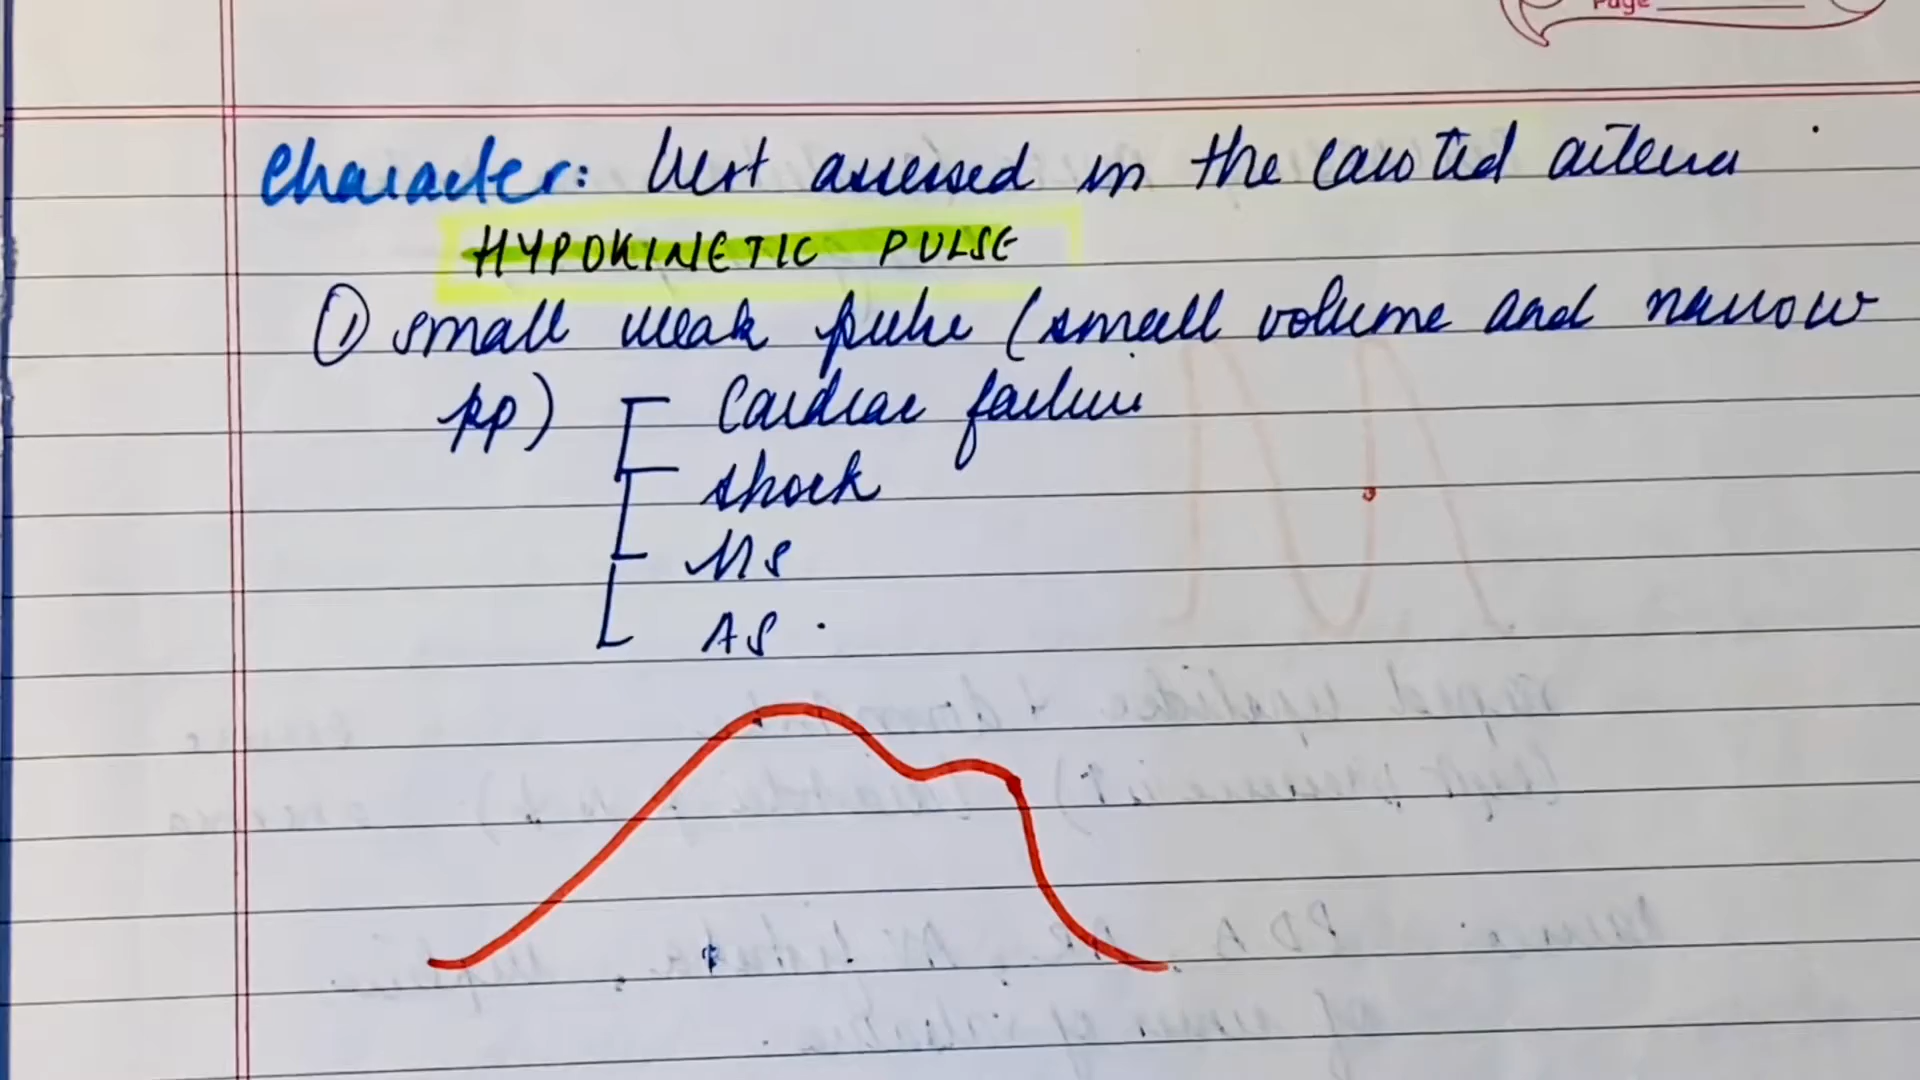 Page
Character: best assessed in the carotid artery
HYPOKINETIC PULSE
① small weak pulse (small volume and narrow
pp) Cardiac failure
shock
MS
AS.